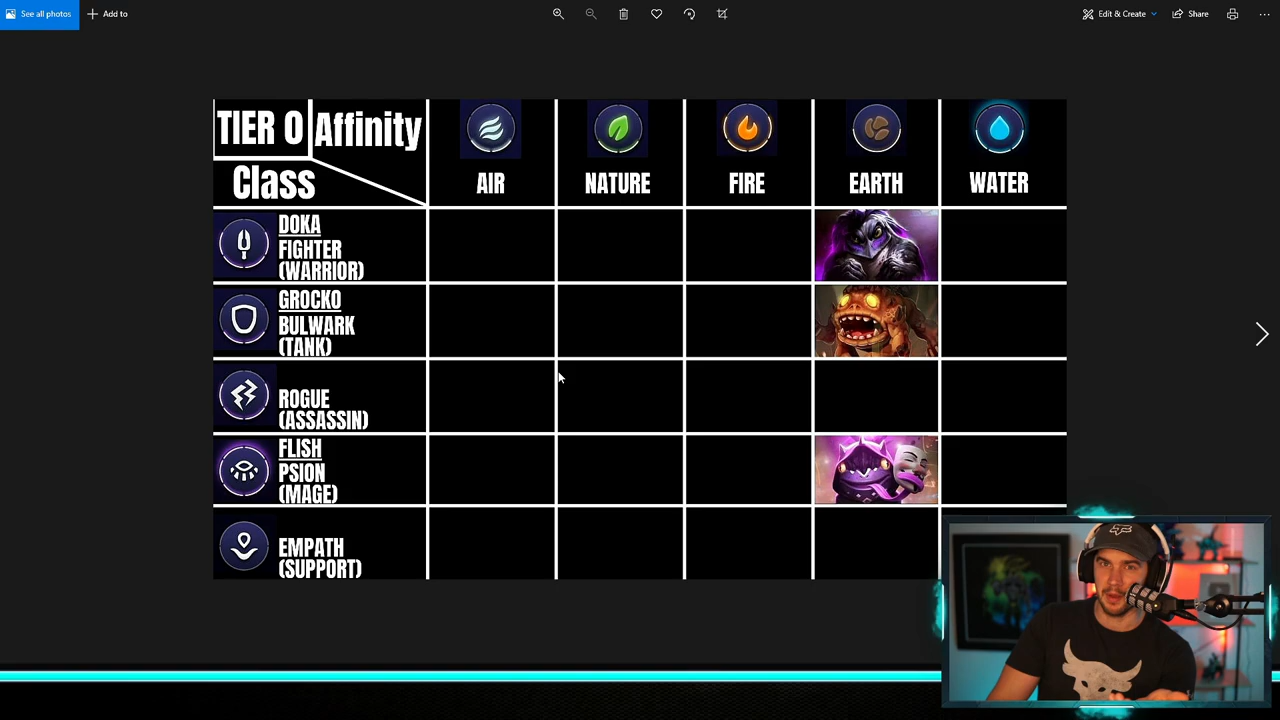 See all photos
Add to
Edit & Create
Share
TIER 0
Affinity
Class
AIR
NATURE
FIRE
EARTH
WATER
DOKA
FIGHTER
(WARRIOR)
GROCKO
BULWARK
(TANK)
ROGUE
(ASSASSIN)
FLISH
PSION
(MAGE)
EMPATH
(SUPPORT)